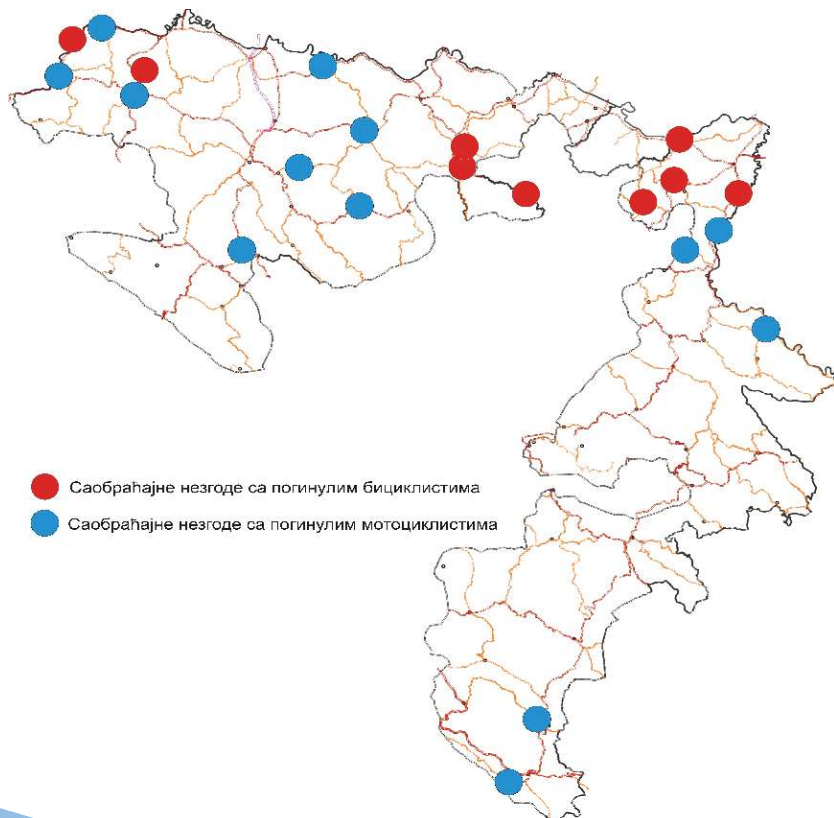 Саобраћајне незгоде са погинулим бициклистима
Саобраћајне незгоде са погинулим мотоциклистима